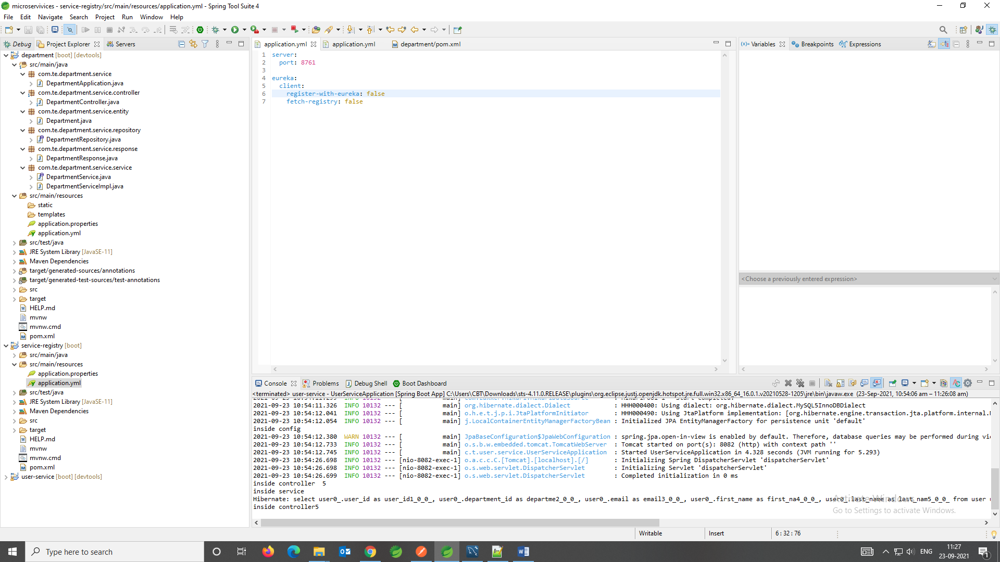 microservivices - service-registry/src/main/resources/application.yml - Spring Tool Suite 4
File Edit Navigate Search Project Run Window Help
Debug Project Explorer Servers
department [boot] [devtools]
src/main/java
com.te.department.service
DepartmentApplication.java
com.te.department.service.controller
DepartmentController.java
com.te.department.service.entity
Department.java
com.te.department.service.repository
DepartmentRepository.java
com.te.department.service.response
DepartmentResponse.java
com.te.department.service.service
DepartmentService.java
DepartmentServiceImpl.java
src/main/resources
static
templates
application.properties
application.yml
src/test/java
JRE System Library [JavaSE-11]
Maven Dependencies
target/generated-sources/annotations
target/generated-test-sources/test-annotations
src
target
HELP.md
mvnw
mvnw.cmd
pom.xml
service-registry [boot]
src/main/java
src/main/resources
application.properties
application.yml
src/test/java
JRE System Library [JavaSE-11]
Maven Dependencies
src
target
HELP.md
mvnw
mvnw.cmd
pom.xml
user-service [boot] [devtools]
application.yml application.yml department/pom.xml
1 server:
2 port: 8761
3
4 eureka:
5 client:
6 register-with-eureka: false
7 fetch-registry: false
(x)= Variables Breakpoints Expressions
<Choose a previously entered expression>
Console Problems Debug Shell Boot Dashboard
<terminated> user-service - UserServiceApplication [Spring Boot App] C:\Users\CBT\Downloads\sts-4.11.0.RELEASE\plugins\org.eclipse.justj.openjdk.hotspot.jre.full.win32.x86_64_16.0.1.v20210528-1205\jre\bin\javaw.exe (23-Sep-2021, 10:54:06 am – 11:26:08 am)
2021-09-23 10:54:11.326 INFO 10132 --- [ main] org.hibernate.dialect.Dialect : HHH000400: Using dialect: org.hibernate.dialect.MySQL5InnoDBDialect
2021-09-23 10:54:12.041 INFO 10132 --- [ main] o.h.e.t.j.p.i.JtaPlatformInitiator : HHH000490: Using JtaPlatform implementation: [org.hibernate.engine.transaction.jta.platform.internal.
2021-09-23 10:54:12.054 INFO 10132 --- [ main] j.LocalContainerEntityManagerFactoryBean : Initialized JPA EntityManagerFactory for persistence unit 'default'
inside config
2021-09-23 10:54:12.380 WARN 10132 --- [ main] JpaBaseConfiguration$JpaWebConfiguration : spring.jpa.open-in-view is enabled by default. Therefore, database queries may be performed during vi
2021-09-23 10:54:12.733 INFO 10132 --- [ main] o.s.b.w.embedded.tomcat.TomcatWebServer : Tomcat started on port(s): 8082 (http) with context path ''
2021-09-23 10:54:12.745 INFO 10132 --- [ main] c.t.user.service.UserServiceApplication : Started UserServiceApplication in 4.328 seconds (JVM running for 5.293)
2021-09-23 10:54:26.698 INFO 10132 --- [nio-8082-exec-1] o.a.c.c.C.[Tomcat].[localhost].[/] : Initializing Spring DispatcherServlet 'dispatcherServlet'
2021-09-23 10:54:26.698 INFO 10132 --- [nio-8082-exec-1] o.s.web.servlet.DispatcherServlet : Initializing Servlet 'dispatcherServlet'
2021-09-23 10:54:26.699 INFO 10132 --- [nio-8082-exec-1] o.s.web.servlet.DispatcherServlet : Completed initialization in 0 ms
inside controller 5
inside service
Hibernate: select user0_.user_id as user_id1_0_0_, user0_.department_id as departme2_0_0_, user0_.email as email3_0_0_, user0_.first_name as first_na4_0_0_, user0_.last_name as last_nam5_0_0_ from user
inside controller5
Activate Windows
Go to Settings to activate Windows.
Writable Insert 6 : 32 : 76
Type here to search
ENG
11:27
23-09-2021
1